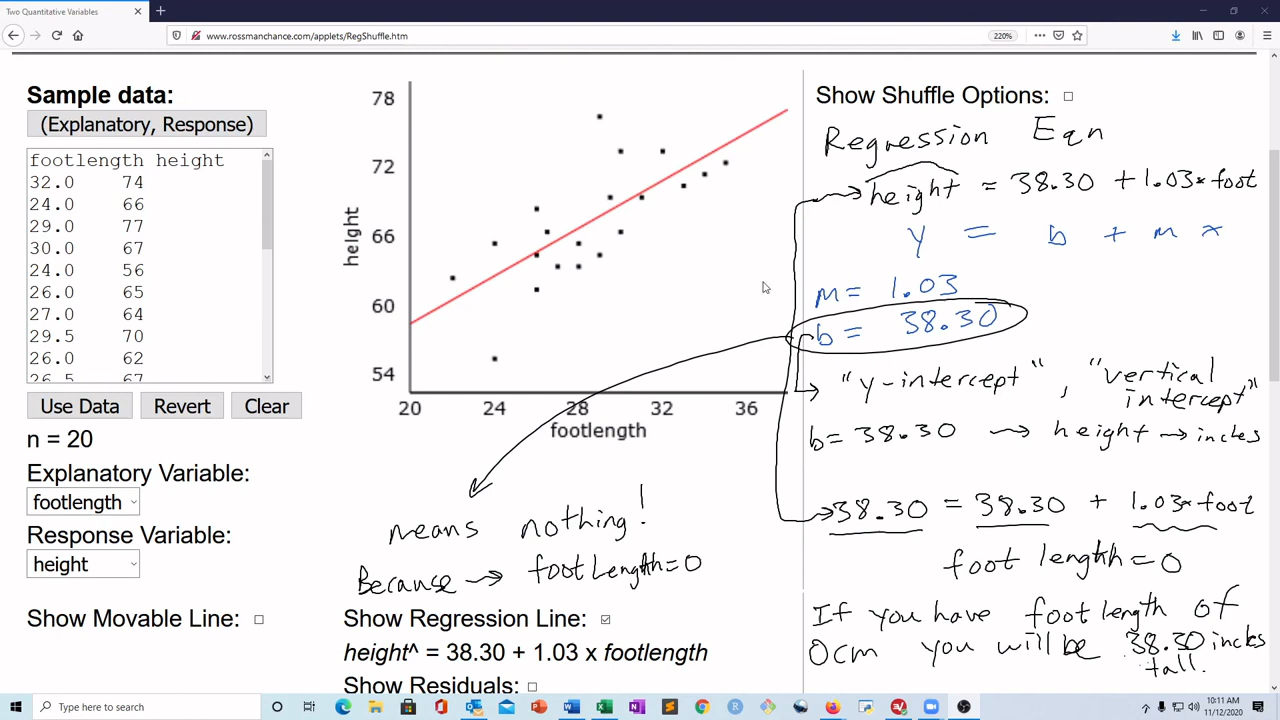 Two Quantitative Variables
www.rossmanchance.com/applets/RegShuffle.htm
220%
Sample data:
(Explanatory, Response)
footlength height
32.0 74
24.0 66
29.0 77
30.0 67
24.0 56
26.0 65
27.0 64
29.5 70
26.0 62
26.5 67
Use Data Revert Clear
n = 20
Explanatory Variable:
footlength
Response Variable:
height
Show Movable Line:
78
72
66
60
54
height
20 24 28 32 36
footlength
means nothing!
Because → footLength=0
Show Regression Line:
height^ = 38.30 + 1.03 x footlength
Show Residuals:
Show Shuffle Options:
Regression Eqn
height = 38.30 + 1.03 * foot
y = b + m x
m = 1.03
b = 38.30
"y-intercept", "vertical
intercept"
b = 38.30 → height → inches
38.30 = 38.30 + 1.03 * foot
foot length = 0
If you have foot length of
0cm you will be 38.30 inches
tall.
Type here to search
10:11 AM
11/12/2020